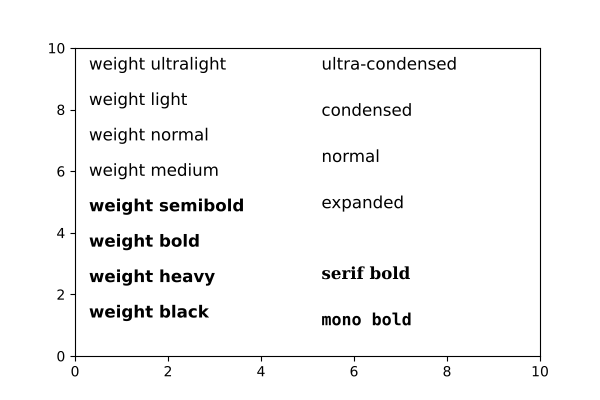 weight ultralight
weight light
weight normal
weight medium
weight semibold
weight bold
weight heavy
weight black
ultra-condensed
condensed
normal
expanded
serif bold
mono bold
10
8
6
4
2
0
0 2 4 6 8 10